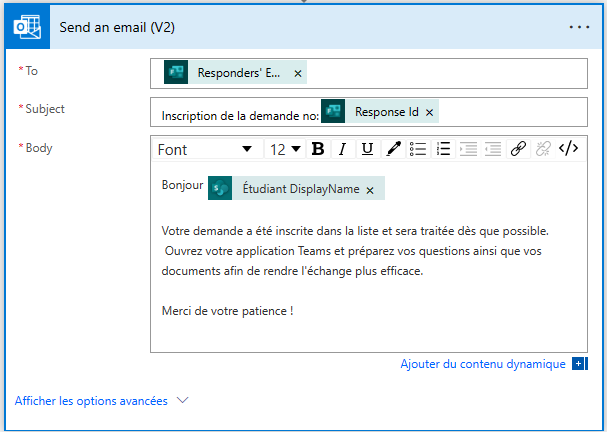 Send an email (V2)
* To
Responders' E... ×
* Subject
Inscription de la demande no: Response Id ×
* Body
Font 12 B I U </>
Bonjour Étudiant DisplayName ×
Votre demande a été inscrite dans la liste et sera traitée dès que possible.
Ouvrez votre application Teams et préparez vos questions ainsi que vos
documents afin de rendre l'échange plus efficace.
Merci de votre patience !
Ajouter du contenu dynamique
Afficher les options avancées